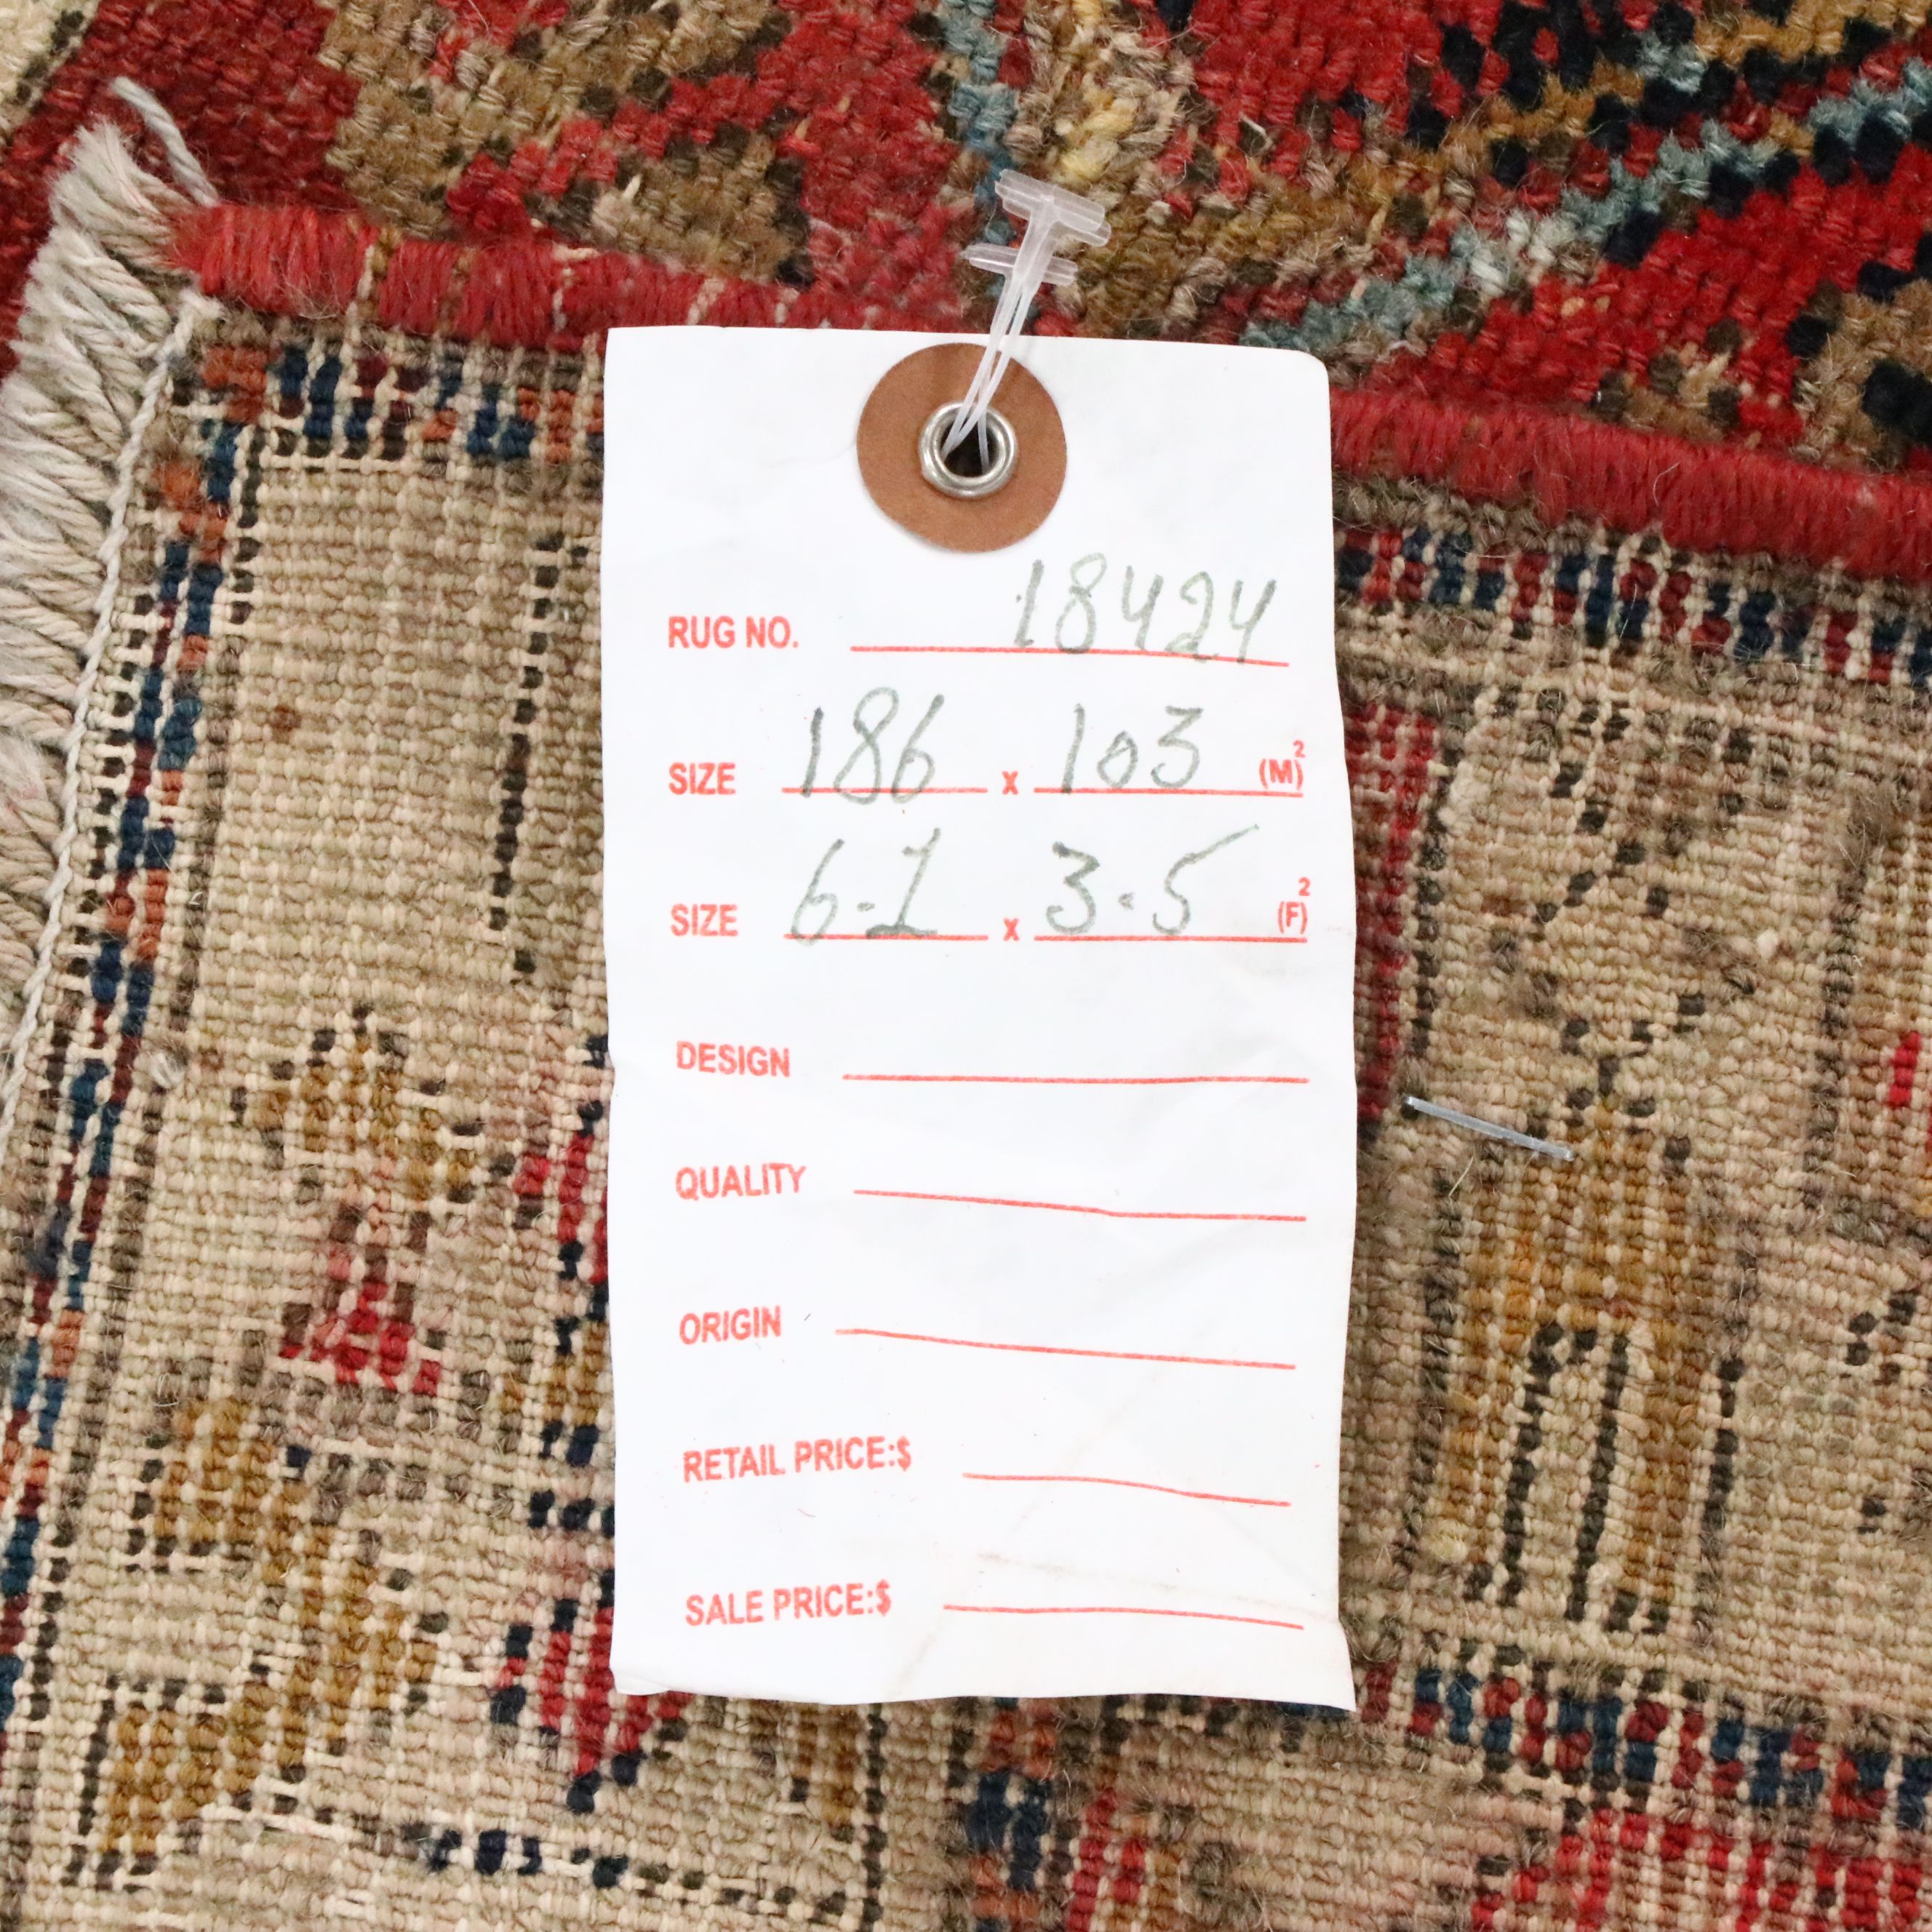 RUG NO. 18424
SIZE 186 x 103 (M)²
SIZE 6.1 x 3.5 (F)²
DESIGN
QUALITY
ORIGIN
RETAIL PRICE:$
SALE PRICE:$